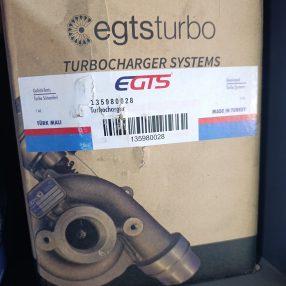 egtsturbo
TURBOCHARGER SYSTEMS
EGTS
135980028
Turbocharger
TÜRK MALI
MADE IN TURKEY
135980028